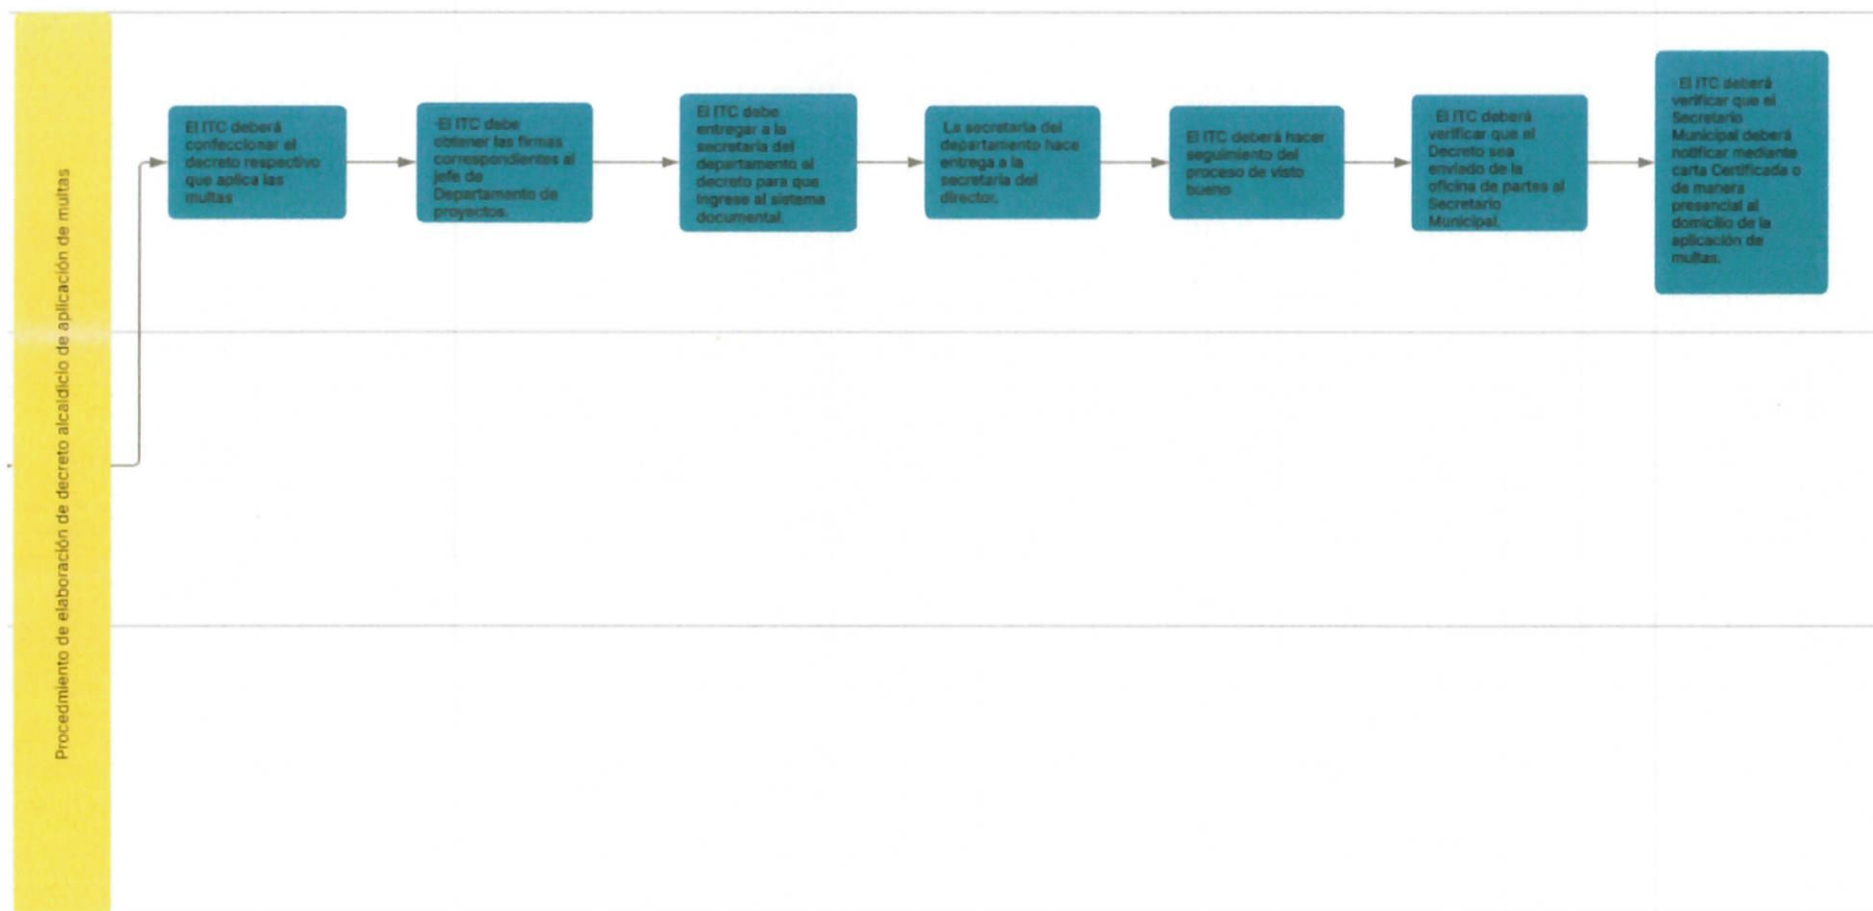 Procedmiento de elaboración de decreto alcaldicio de aplicación de multas
El ITC deberá
confeccionar el
decreto respectivo
que aplica las
multas
-El ITC debe
obtener las firmas
correspondientes al
jefe de
Departamento de
proyectos.
El ITC debe
entregar a la
secretaria del
departamento el
decreto para que
ingrese al sistema
documental.
La secretaria del
departamento hace
entrega a la
secretaria del
director.
El ITC deberá hacer
seguimiento del
proceso de visto
bueno
El ITC deberá
verificar que el
Decreto sea
enviado de la
oficina de partes al
Secretario
Municipal.
El ITC deberá
verificar que el
Secretario
Municipal deberá
notificar mediante
carta Certificada o
de manera
presencial al
domicilio de la
aplicación de
multas.